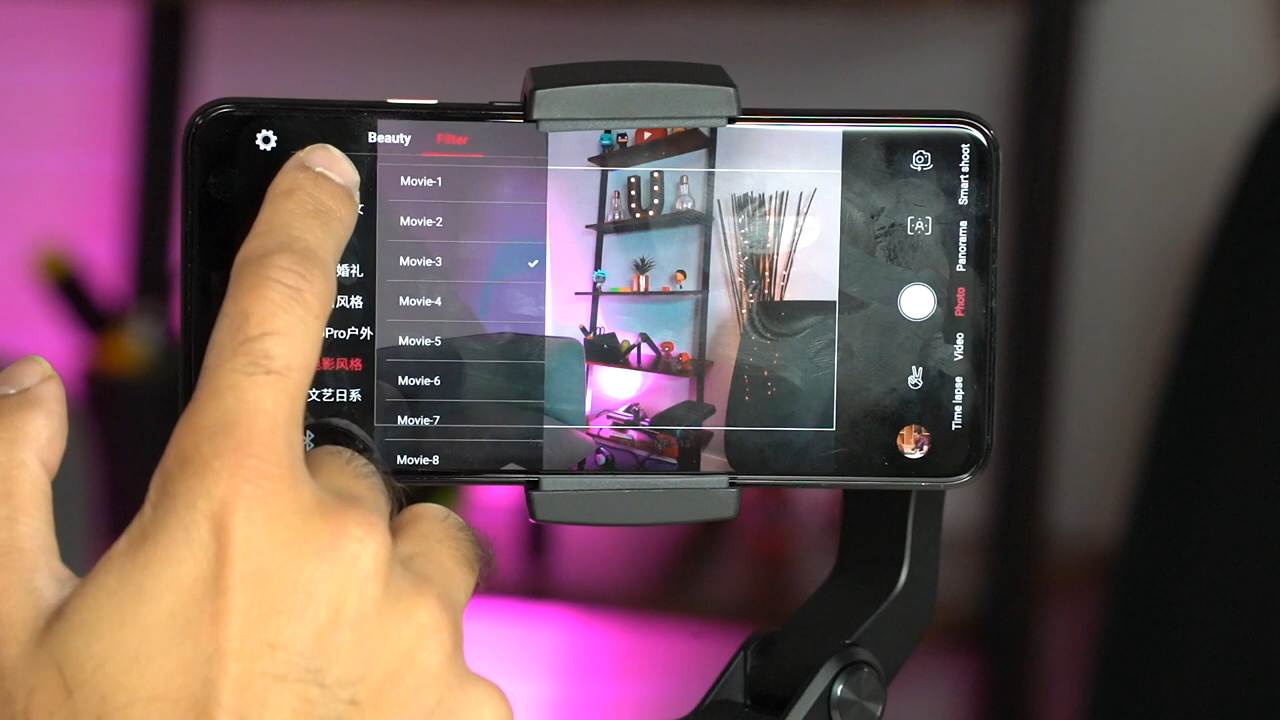 Beauty Filter
Movie-1
Movie-2
Movie-3
Movie-4
Movie-5
Movie-6
Movie-7
Movie-8
婚礼
风格
Pro户外
影风格
文艺日系
U
Smart shoot
Panorama
Photo
Video
Time lapse